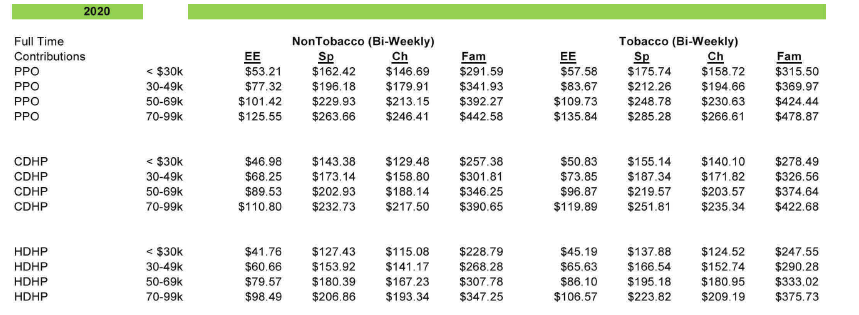 2020
Full Time NonTobacco (Bi-Weekly) Tobacco (Bi-Weekly)
Contributions EE Sp Ch Fam EE Sp Ch Fam
PPO < $30k $53.21 $162.42 $146.69 $291.59 $57.58 $175.74 $158.72 $315.50
PPO 30-49k $77.32 $196.18 $179.91 $341.93 $83.67 $212.26 $194.66 $369.97
PPO 50-69k $101.42 $229.93 $213.15 $392.27 $109.73 $248.78 $230.63 $424.44
PPO 70-99k $125.55 $263.66 $246.41 $442.58 $135.84 $285.28 $266.61 $478.87
CDHP < $30k $46.98 $143.38 $129.48 $257.38 $50.83 $155.14 $140.10 $278.49
CDHP 30-49k $68.25 $173.14 $158.80 $301.81 $73.85 $187.34 $171.82 $326.56
CDHP 50-69k $89.53 $202.93 $188.14 $346.25 $96.87 $219.57 $203.57 $374.64
CDHP 70-99k $110.80 $232.73 $217.50 $390.65 $119.89 $251.81 $235.34 $422.68
HDHP < $30k $41.76 $127.43 $115.08 $228.79 $45.19 $137.88 $124.52 $247.55
HDHP 30-49k $60.66 $153.92 $141.17 $268.28 $65.63 $166.54 $152.74 $290.28
HDHP 50-69k $79.57 $180.39 $167.23 $307.78 $86.10 $195.18 $180.95 $333.02
HDHP 70-99k $98.49 $206.86 $193.34 $347.25 $106.57 $223.82 $209.19 $375.73